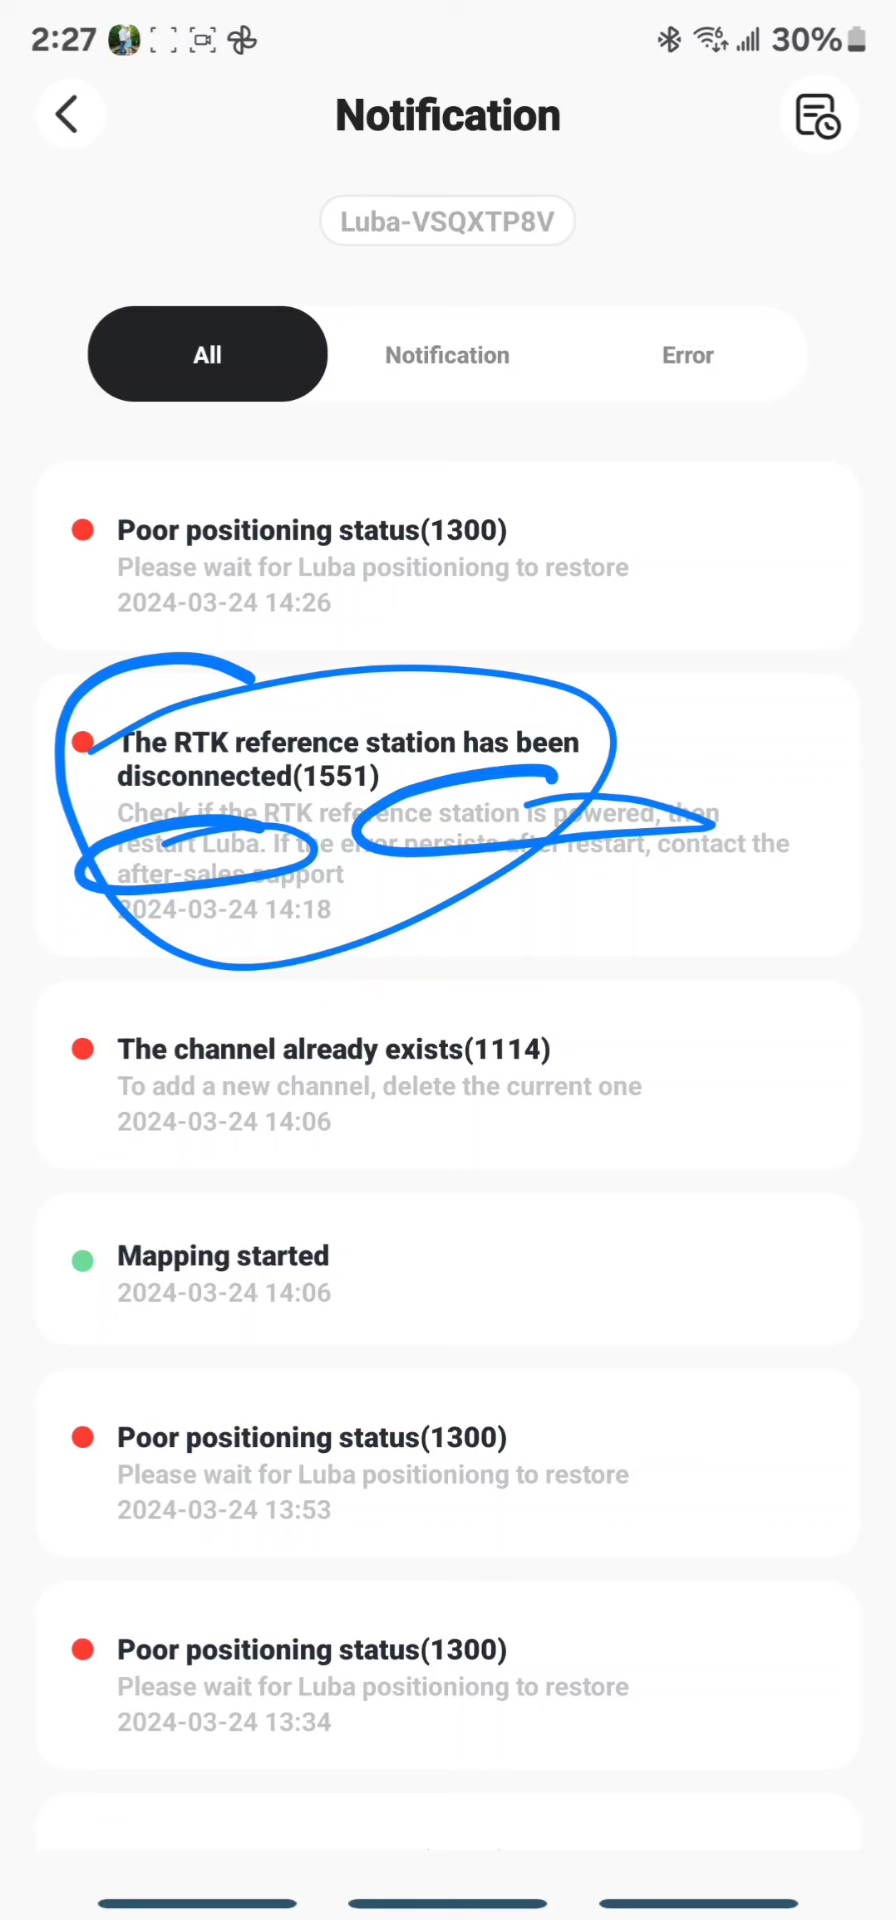 2:27
6
30%
Notification
Luba-VSQXTP8V
All Notification Error
Poor positioning status(1300)
Please wait for Luba positioniong to restore
2024-03-24 14:26
The RTK reference station has been
disconnected(1551)
Check if the RTK reference station is powered, then
restart Luba. If the error persists after restart, contact the
after-sales support
2024-03-24 14:18
The channel already exists(1114)
To add a new channel, delete the current one
2024-03-24 14:06
Mapping started
2024-03-24 14:06
Poor positioning status(1300)
Please wait for Luba positioniong to restore
2024-03-24 13:53
Poor positioning status(1300)
Please wait for Luba positioniong to restore
2024-03-24 13:34